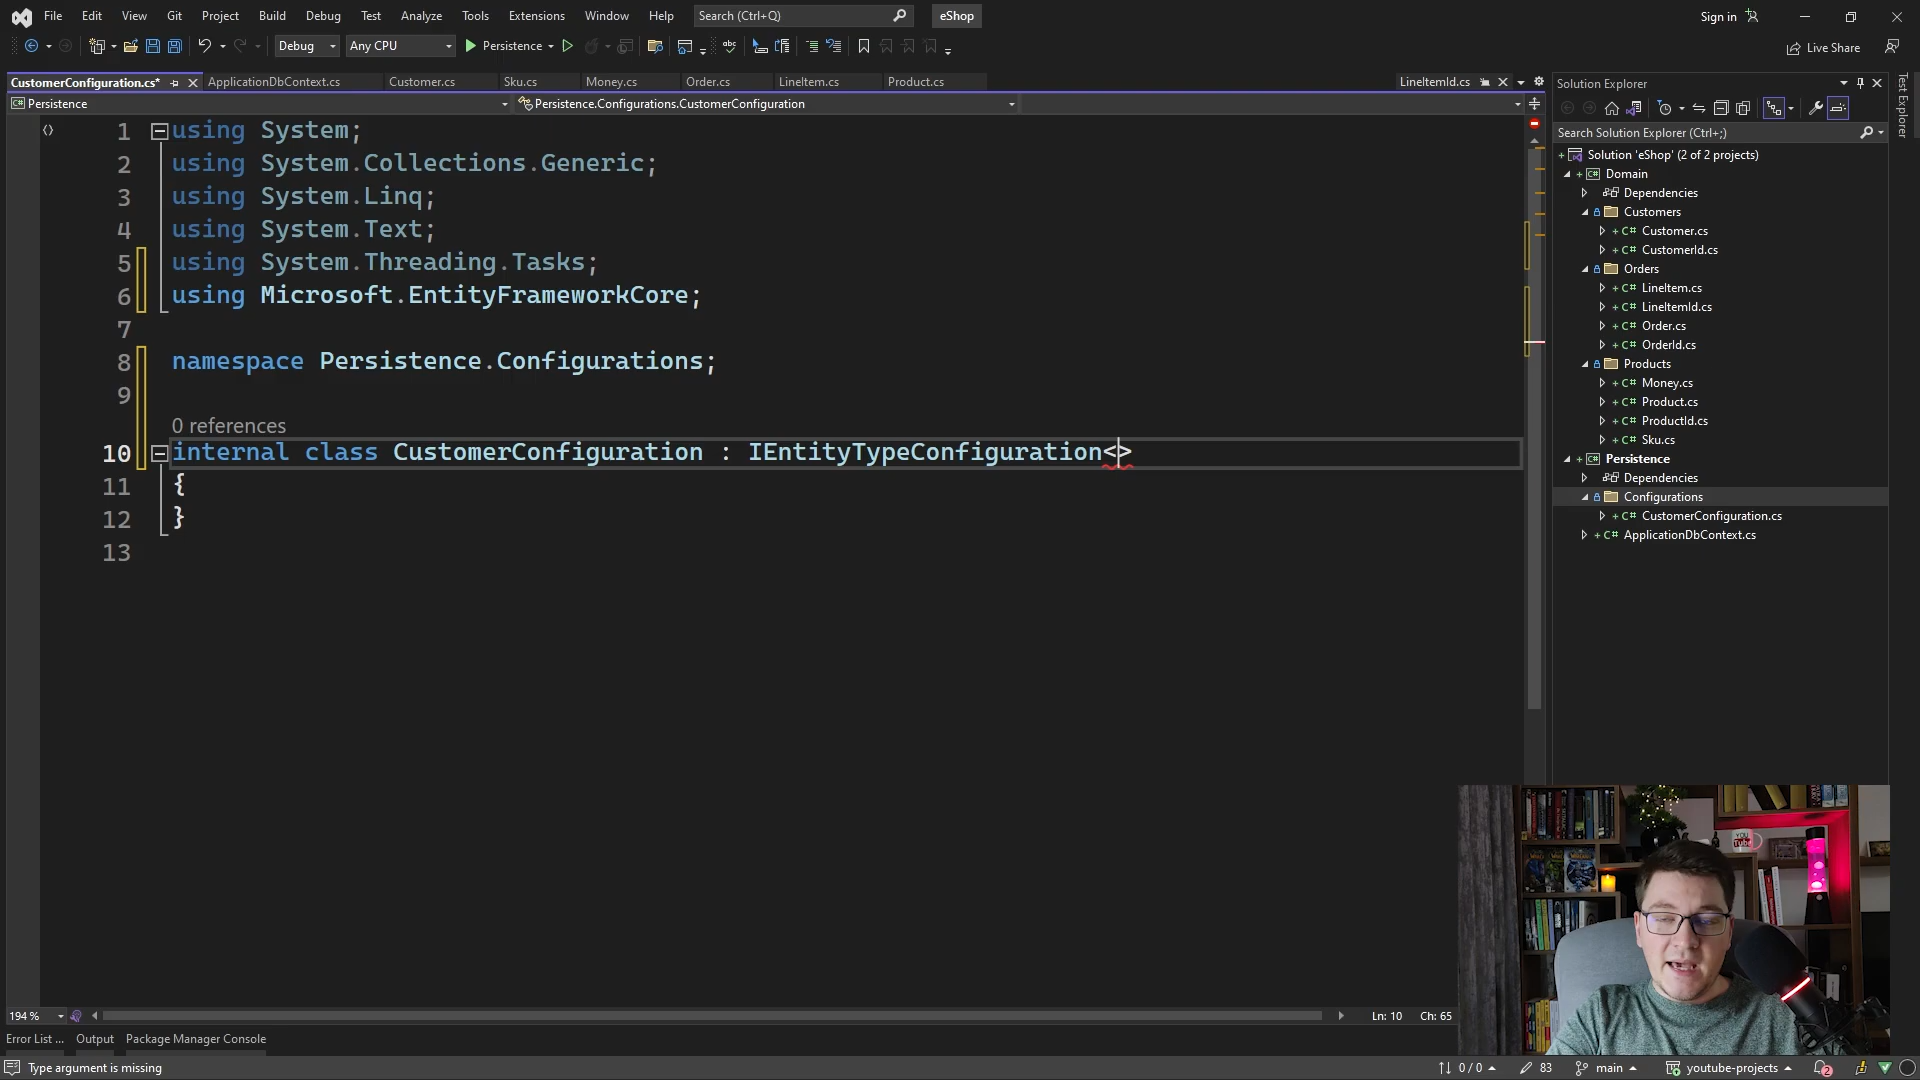 File Edit View Git Project Build Debug Test Analyze Tools Extensions Window Help Search (Ctrl+Q) eShop Sign in
Debug Any CPU Persistence Live Share
CustomerConfiguration.cs* ApplicationDbContext.cs Customer.cs Sku.cs Money.cs Order.cs LineItem.cs Product.cs LineItemId.cs
Persistence Persistence.Configurations.CustomerConfiguration
1 using System;
2 using System.Collections.Generic;
3 using System.Linq;
4 using System.Text;
5 using System.Threading.Tasks;
6 using Microsoft.EntityFrameworkCore;
7
8 namespace Persistence.Configurations;
9
0 references
10 internal class CustomerConfiguration : IEntityTypeConfiguration<>
11 {
12 }
13
194 % Ln: 10 Ch: 65
Error List ... Output Package Manager Console
Type argument is missing 0 / 0 83 main youtube-projects 2
Solution Explorer
Search Solution Explorer (Ctrl+;)
Solution 'eShop' (2 of 2 projects)
Domain
Dependencies
Customers
C# Customer.cs
C# CustomerId.cs
Orders
C# LineItem.cs
C# LineItemId.cs
C# Order.cs
C# OrderId.cs
Products
C# Money.cs
C# Product.cs
C# ProductId.cs
C# Sku.cs
Persistence
Dependencies
Configurations
C# CustomerConfiguration.cs
C# ApplicationDbContext.cs
Test Explorer
YOU
Tube